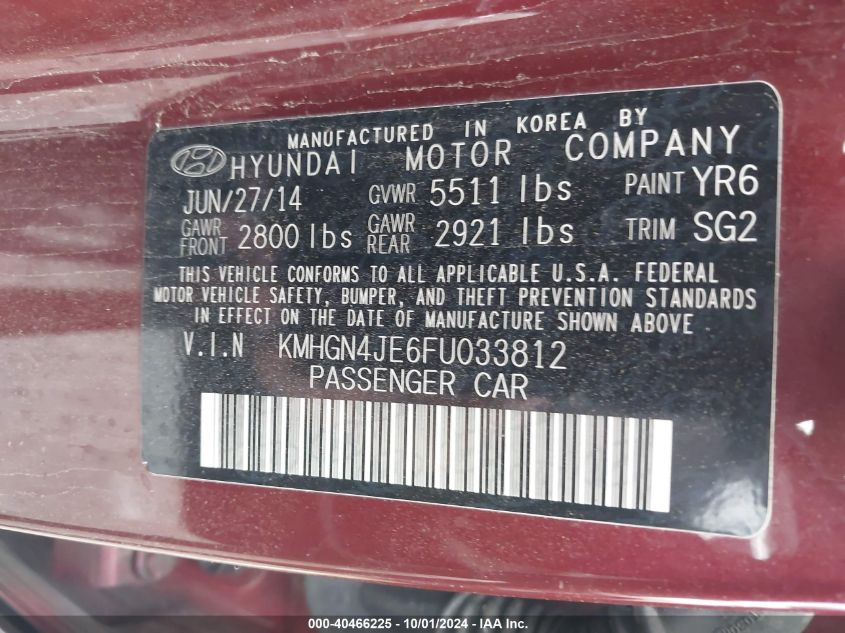 MANUFACTURED IN KOREA BY
HYUNDAI MOTOR COMPANY
JUN/27/14 GVWR 5511 lbs PAINT YR6
GAWR FRONT 2800 lbs GAWR REAR 2921 lbs TRIM SG2
THIS VEHICLE CONFORMS TO ALL APPLICABLE U.S.A. FEDERAL
MOTOR VEHICLE SAFETY, BUMPER, AND THEFT PREVENTION STANDARDS
IN EFFECT ON THE DATE OF MANUFACTURE SHOWN ABOVE
V.I.N KMHGN4JE6FU033812
PASSENGER CAR
000-40466225 - 10/01/2024 - IAA Inc.